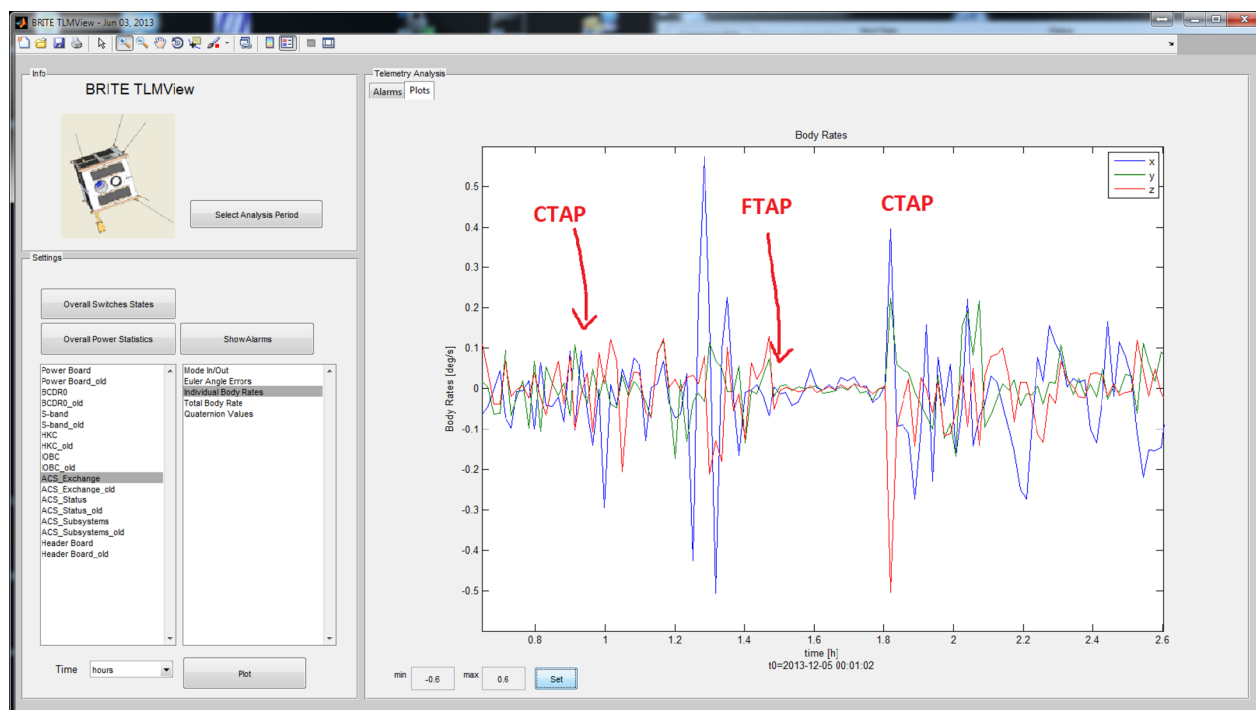 BRITE TLMView - Jun 03, 2013
Info
BRITE TLMView
Select Analysis Period
Settings
Overall Switches States
Overall Power Statistics
ShowAlarms
Power Board
Power Board_old
BCDR0
BCDR0_old
S-band
S-band_old
HKC
HKC_old
IOBC
IOBC_old
ACS_Exchange
ACS_Exchange_old
ACS_Status
ACS_Status_old
ACS_Subsystems
ACS_Subsystems_old
Header Board
Header Board_old
Mode In/Out
Euler Angle Errors
Individual Body Rates
Total Body Rate
Quaternion Values
Time
hours
Plot
Telemetry Analysis
Alarms Plots
Body Rates
x
y
z
CTAP
FTAP
CTAP
Body Rates [deg/s]
0.5
0.4
0.3
0.2
0.1
0
-0.1
-0.2
-0.3
-0.4
-0.5
0.8 1 1.2 1.4 1.6 1.8 2 2.2 2.4 2.6
time [h]
t0=2013-12-05 00:01:02
min -0.6 max 0.6 Set